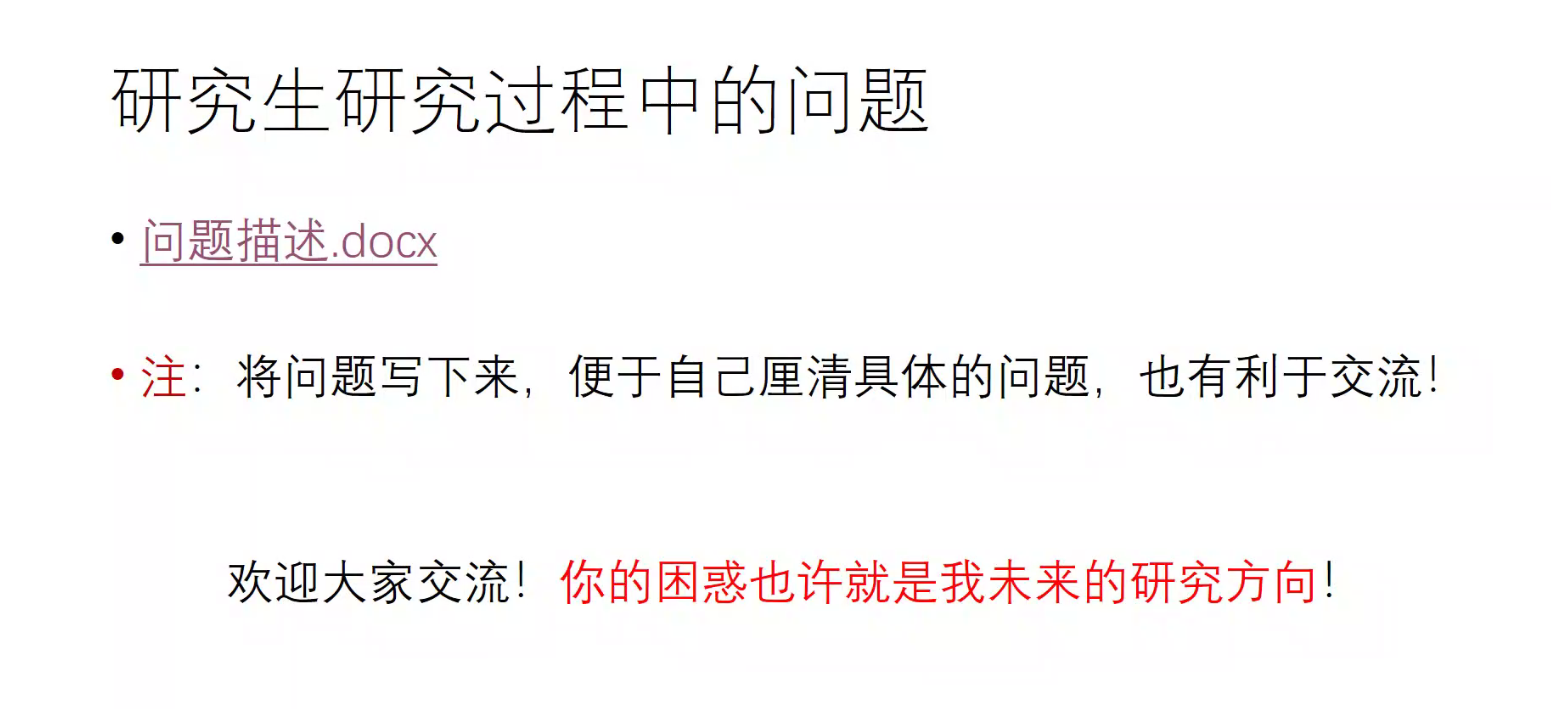 研究生研究过程中的问题
• 问题描述.docx
• 注：将问题写下来，便于自己厘清具体的问题，也有利于交流！
欢迎大家交流！你的困惑也许就是我未来的研究方向！